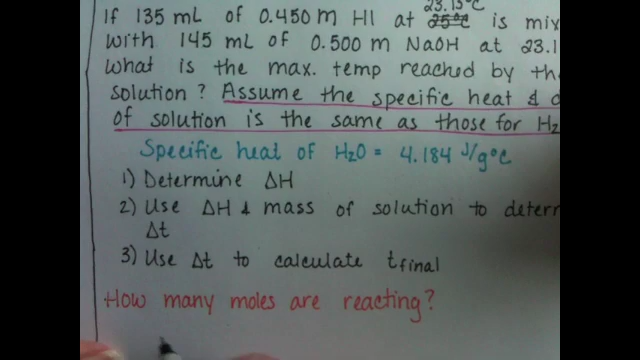 23.15°C
If 135 mL of 0.450 m HI at 25°C is mix
with 145 mL of 0.500 m NaOH at 23.1
what is the max. temp reached by th
solution? Assume the specific heat & d
of solution is the same as those for H2
Specific heat of H2O = 4.184 J/g°C
1) Determine ΔH
2) Use ΔH & mass of solution to deter
Δt
3) Use Δt to calculate tfinal
How many moles are reacting?